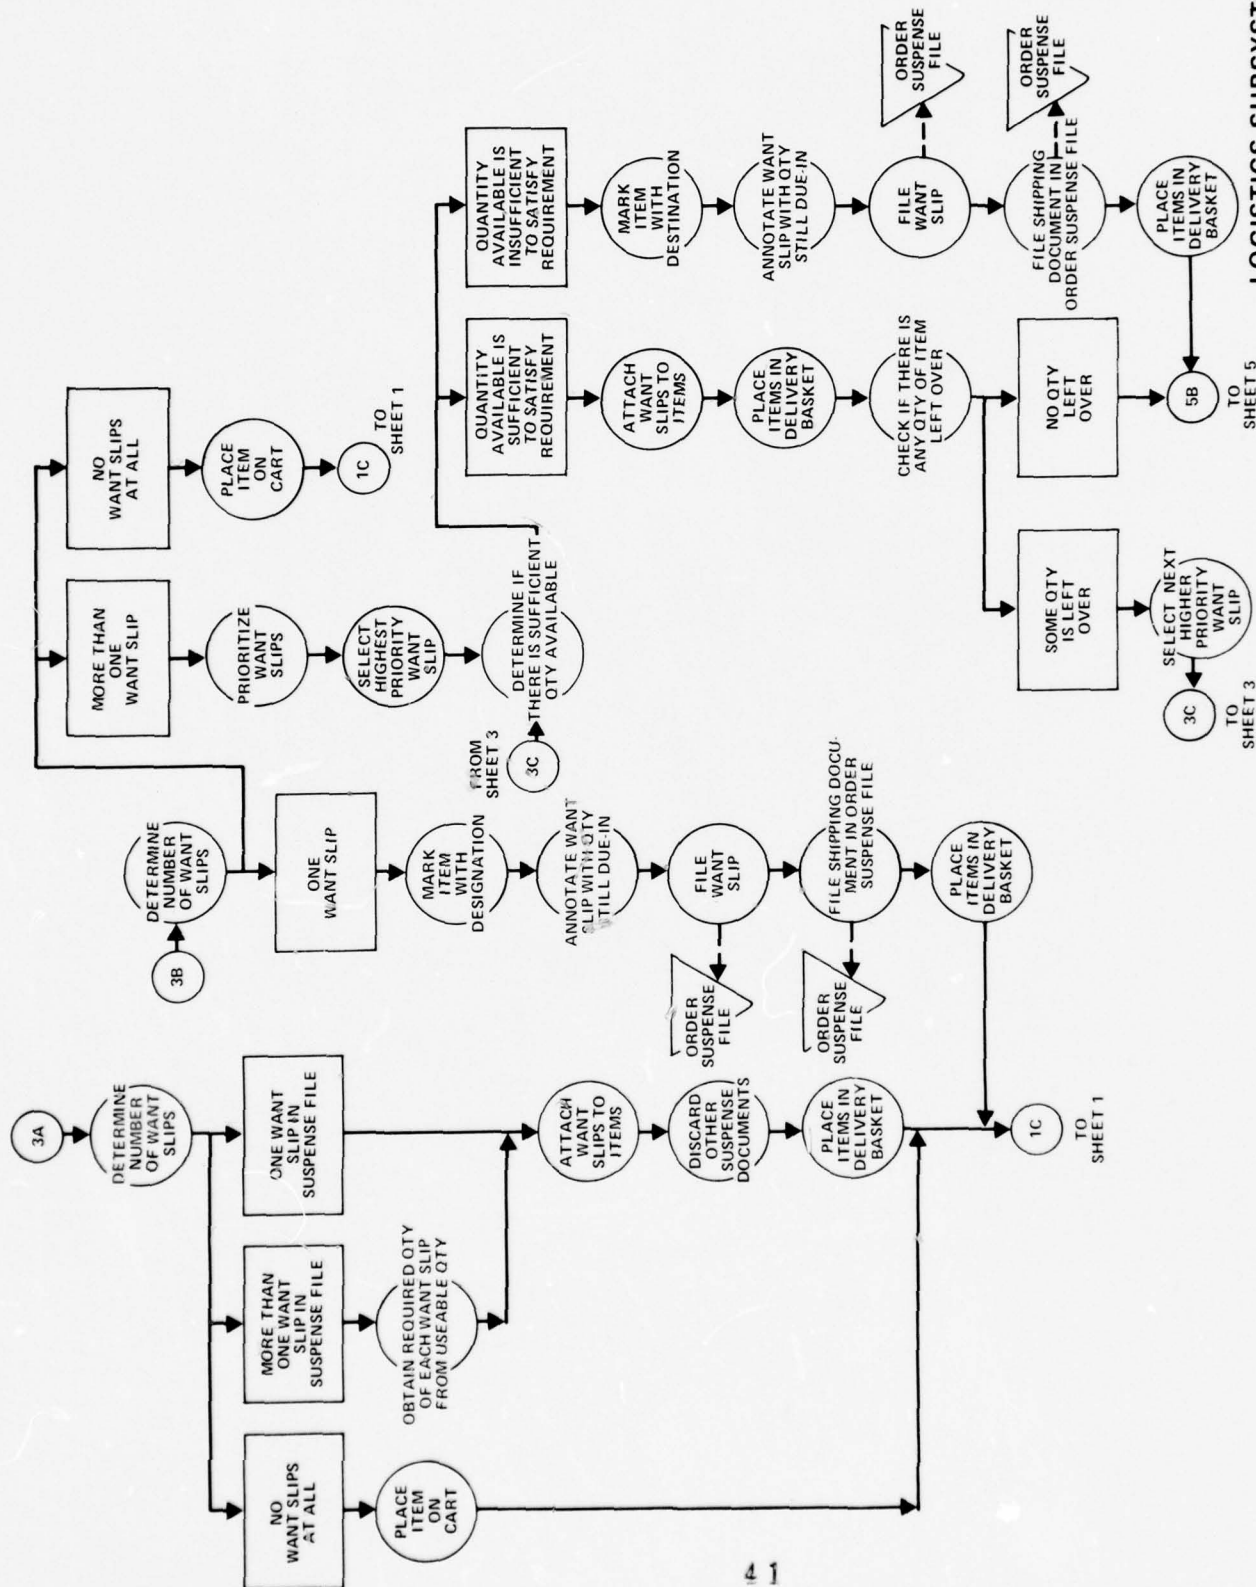 3A
DETERMINE
NUMBER
OF WANT
SLIPS
NO
WANT SLIPS
AT ALL
MORE THAN
ONE WANT
SLIP IN
SUSPENSE FILE
ONE WANT
SLIP IN
SUSPENSE FILE
PLACE
ITEM
ON
CART
OBTAIN REQUIRED QTY
OF EACH WANT SLIP
FROM USEABLE QTY
ATTACH
WANT
SLIPS TO
ITEMS
DISCARD
OTHER
SUSPENSE
DOCUMENTS
PLACE
ITEMS IN
DELIVERY
BASKET
1C
TO
SHEET 1
3B
DETERMINE
NUMBER
OF WANT
SLIPS
ONE
WANT SLIP
MARK
ITEM
WITH
DESIGNATION
ANNOTATE WANT
SLIP WITH QTY
STILL DUE-IN
FILE
WANT
SLIP
ORDER
SUSPENSE
FILE
FILE SHIPPING DOCU-
MENT IN ORDER
SUSPENSE FILE
ORDER
SUSPENSE
FILE
PLACE
ITEMS IN
DELIVERY
BASKET
MORE THAN
ONE
WANT SLIP
PRIORITIZE
WANT
SLIPS
SELECT
HIGHEST
PRIORITY
WANT
SLIP
FROM
SHEET 3
3C
DETERMINE IF
THERE IS SUFFICIENT
QTY AVAILABLE
NO
WANT SLIPS
AT ALL
PLACE
ITEM
ON
CART
1C
TO
SHEET 1
QUANTITY
AVAILABLE IS
SUFFICIENT
TO SATISFY
REQUIREMENT
ATTACH
WANT
SLIPS TO
ITEMS
PLACE
ITEMS IN
DELIVERY
BASKET
CHECK IF THERE IS
ANY QTY OF ITEM
LEFT OVER
SOME QTY
IS LEFT
OVER
SELECT NEXT
HIGHER
PRIORITY
WANT
SLIP
3C
TO
SHEET 3
NO QTY
LEFT
OVER
5B
TO
SHEET 5
QUANTITY
AVAILABLE IS
INSUFFICIENT
TO SATISFY
REQUIREMENT
MARK
ITEM
WITH
DESTINATION
ANNOTATE WANT
SLIP WITH QTY
STILL DUE-IN
FILE
WANT
SLIP
ORDER
SUSPENSE
FILE
FILE SHIPPING
DOCUMENT IN
ORDER SUSPENSE FILE
ORDER
SUSPENSE
FILE
PLACE
ITEMS IN
DELIVERY
BASKET
LOGISTICS
41